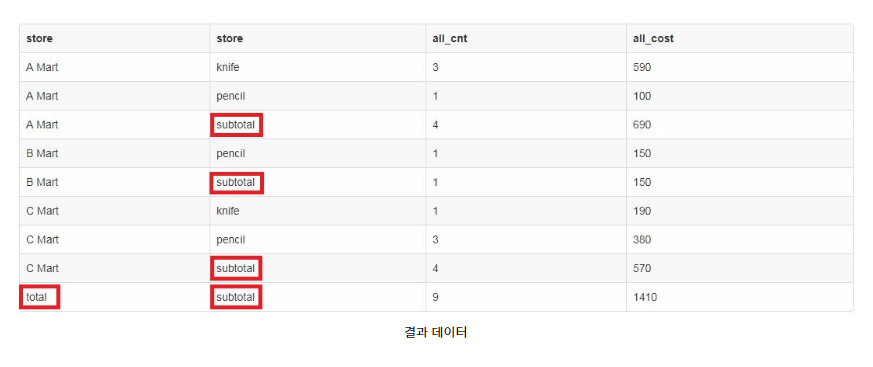 store store all_cnt all_cost
A Mart knife 3 590
A Mart pencil 1 100
A Mart subtotal 4 690
B Mart pencil 1 150
B Mart subtotal 1 150
C Mart knife 1 190
C Mart pencil 3 380
C Mart subtotal 4 570
total subtotal 9 1410
결과 데이터